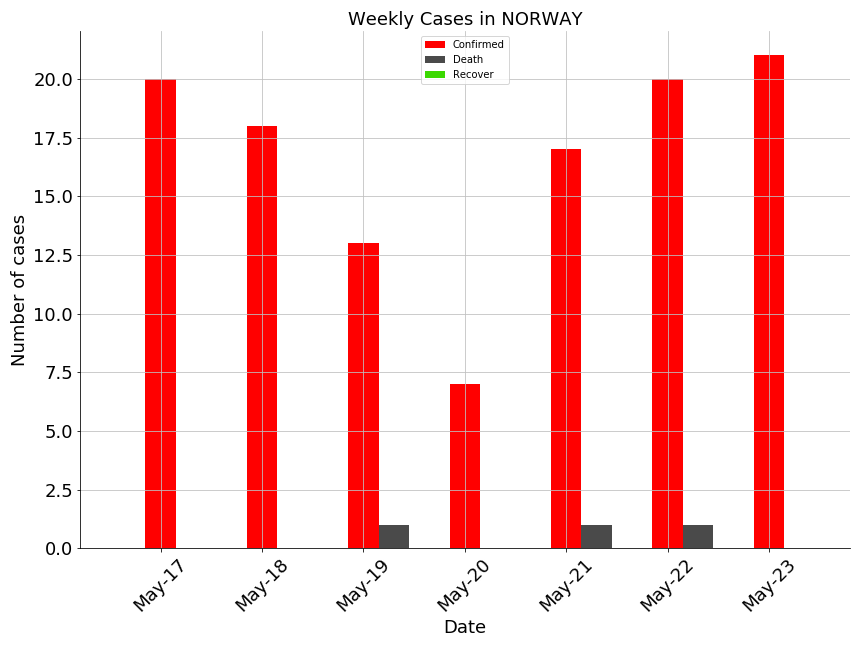 Weekly Cases in NORWAY
Confirmed
Death
Recover
Number of cases
20.0
17.5
15.0
12.5
10.0
7.5
5.0
2.5
0.0
May-17
May-18
May-19
May-20
May-21
May-22
May-23
Date